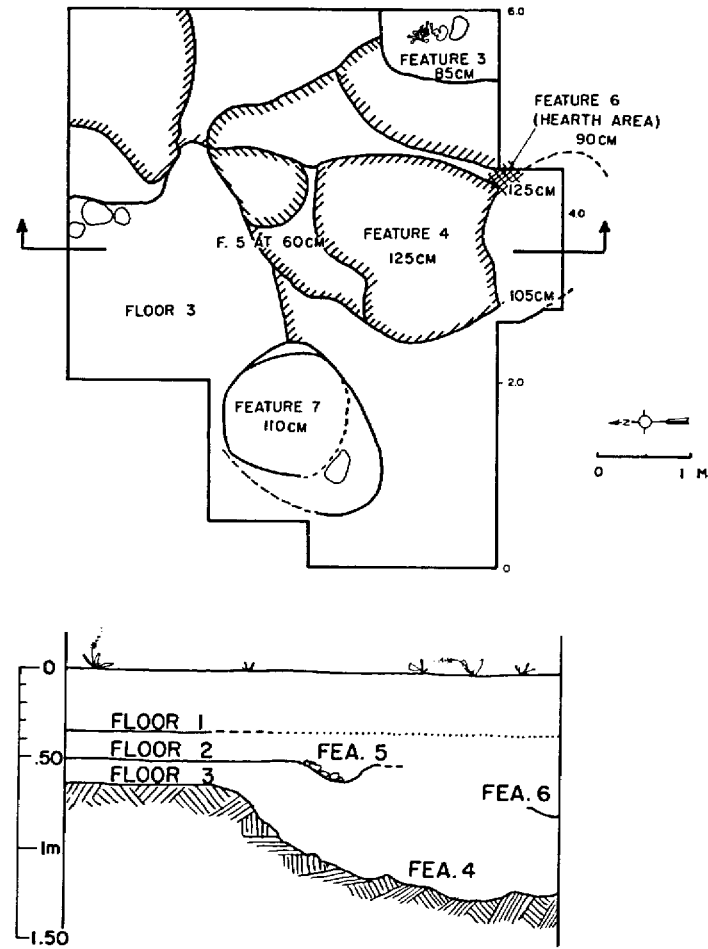 6.0
FEATURE 3
85CM
FEATURE 6
(HEARTH AREA)
90CM
125CM
4.0
F. 5 AT 60CM
FEATURE 4
125CM
105CM
FLOOR 3
2.0
FEATURE 7
110CM
N
0 1 M
0
0
FLOOR 1
FLOOR 2
FEA. 5
.50
FLOOR 3
FEA. 6
1m
FEA. 4
1.50